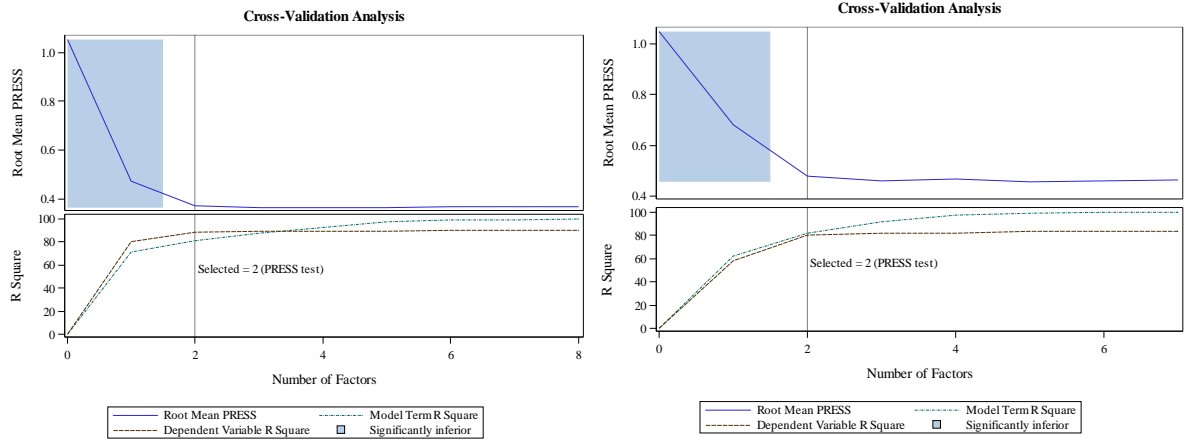 Cross-Validation Analysis
Root Mean PRESS
1.0
0.8
0.6
0.4
R Square
100
80
60
40
20
0
Selected = 2 (PRESS test)
0 2 4 6 8
Number of Factors
Root Mean PRESS Model Term R Square
Dependent Variable R Square Significantly inferior
Cross-Validation Analysis
Root Mean PRESS
1.0
0.8
0.6
0.4
R Square
100
80
60
40
20
0
Selected = 2 (PRESS test)
0 2 4 6
Number of Factors
Root Mean PRESS Model Term R Square
Dependent Variable R Square Significantly inferior